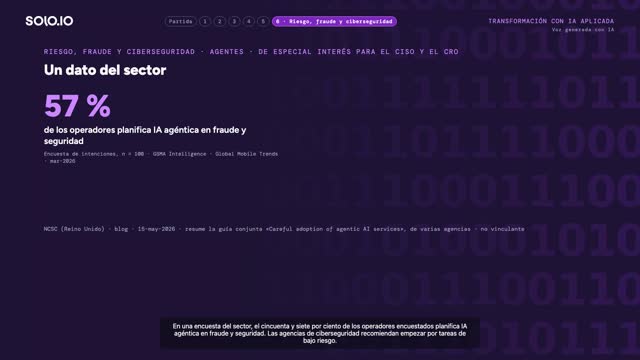 SOLO.IO
Partida 1 2 3 4 5 6 · Riesgo, fraude y ciberseguridad
TRANSFORMACIÓN CON IA APLICADA
Voz generada con IA
RIESGO, FRAUDE Y CIBERSEGURIDAD · AGENTES · DE ESPECIAL INTERÉS PARA EL CISO Y EL CRO
Un dato del sector
57 %
de los operadores planifica IA agéntica en fraude y
seguridad
Encuesta de intenciones, n = 100 · GSMA Intelligence · Global Mobile Trends
· mar-2026
NCSC (Reino Unido) · blog · 15-may-2026 · resume la guía conjunta «Careful adoption of agentic AI services», de varias agencias · no vinculante
En una encuesta del sector, el cincuenta y siete por ciento de los operadores encuestados planifica IA
agéntica en fraude y seguridad. Las agencias de ciberseguridad recomiendan empezar por tareas de
bajo riesgo.